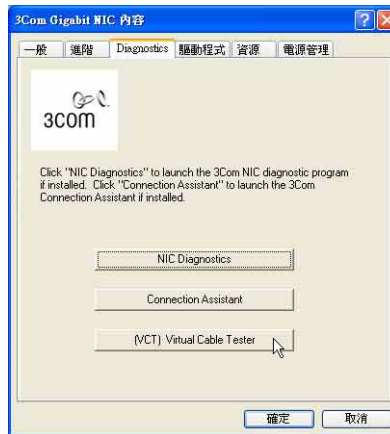 3Com Gigabit NIC 內容
一般 進階 Diagnostics 驅動程式 資源 電源管理
3COM
Click "NIC Diagnostics" to launch the 3Com NIC diagnostic program
if installed. Click "Connection Assistant" to launch the 3Com
Connection Assistant if installed.
NIC Diagnostics
Connection Assistant
(VCT) Virtual Cable Tester
確定 取消